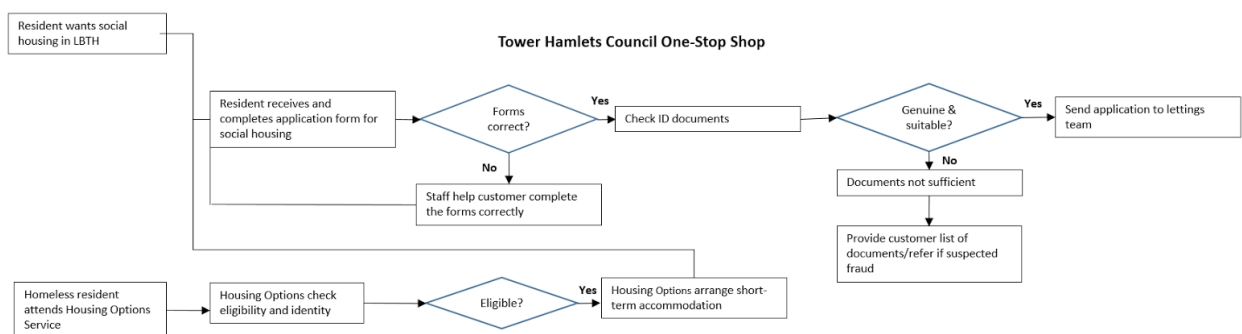 Resident wants social
housing in LBTH
Tower Hamlets Council One-Stop Shop
Resident receives and
completes application form for
social housing
Forms
correct?
Yes
Check ID documents
Genuine &
suitable?
Yes
Send application to lettings
team
No
Staff help customer complete
the forms correctly
No
Documents not sufficient
Provide customer list of
documents/refer if suspected
fraud
Homeless resident
attends Housing Options
Service
Housing Options check
eligibility and identity
Eligible?
Yes
Housing Options arrange short-
term accommodation